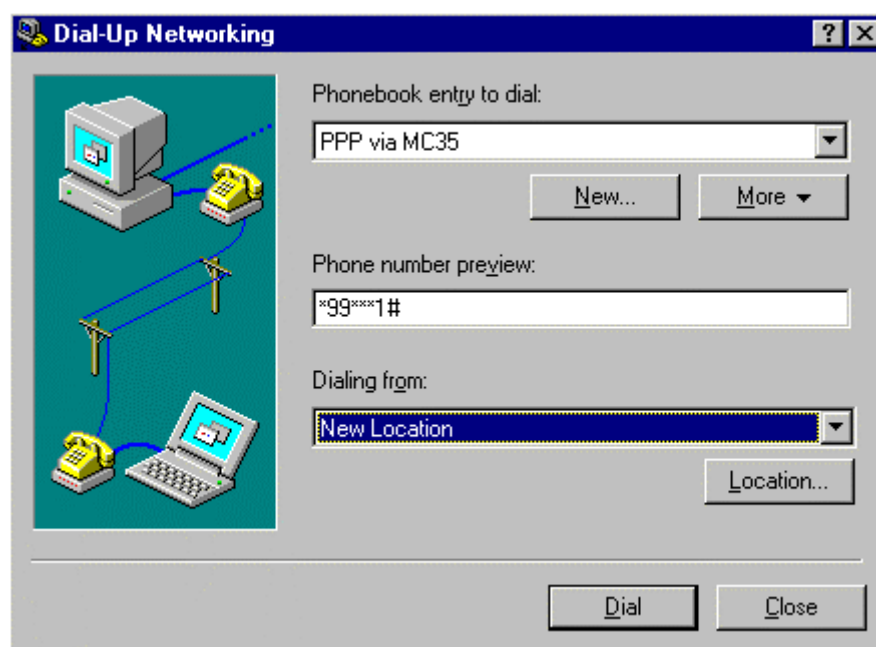 Dial-Up Networking
Phonebook entry to dial:
PPP via MC35
New... More
Phone number preview:
*99***1#
Dialing from:
New Location
Location...
Dial Close